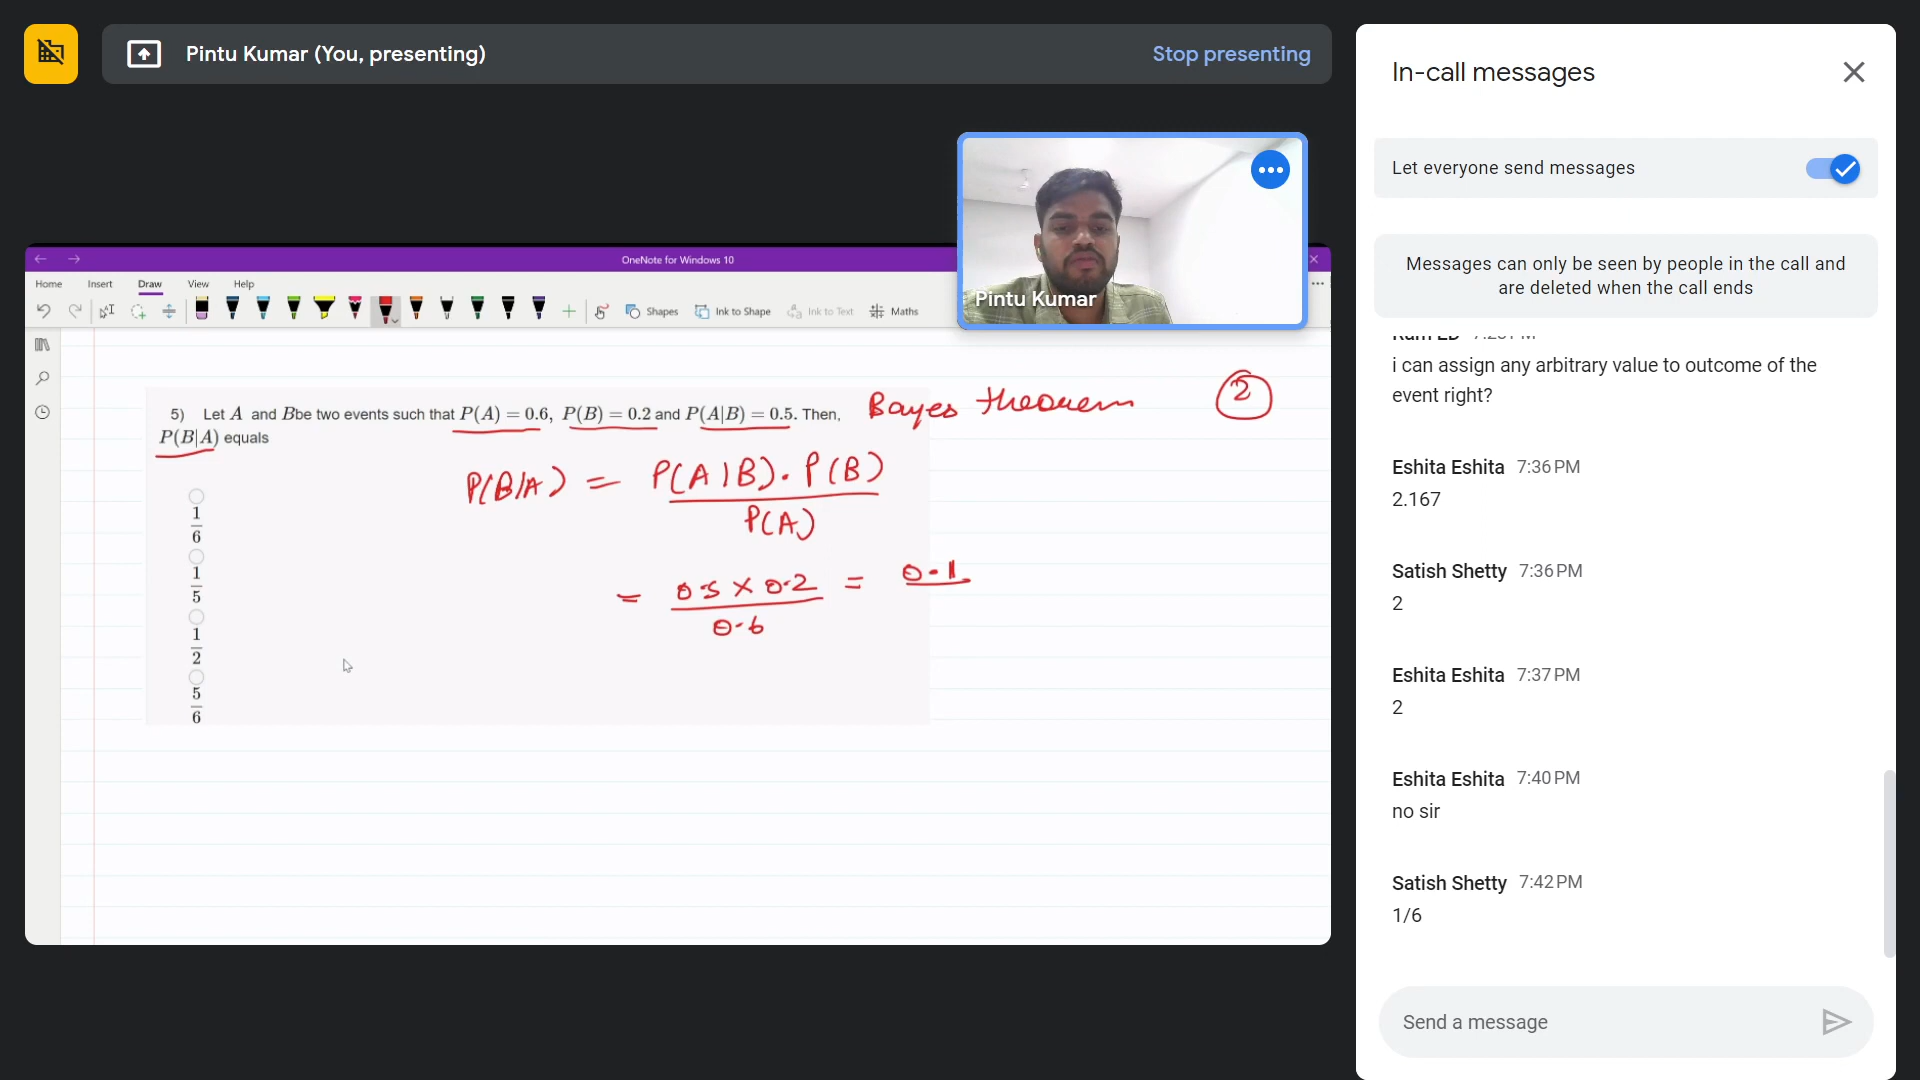 Pintu Kumar (You, presenting)
Stop presenting
Pintu Kumar
OneNote for Windows 10
Home Insert Draw View Help
Shapes Ink to Shape Ink to Text Maths
5) Let A and Bbe two events such that P(A) = 0.6, P(B) = 0.2 and P(A|B) = 0.5. Then,
P(B|A) equals
Bayes theorem
2
P(B/A) = P(A|B). P(B)
P(A)
= 0.5 × 0.2 = 0.1
0.6
1
6
1
5
1
2
5
6
In-call messages
Let everyone send messages
Messages can only be seen by people in the call and
are deleted when the call ends
i can assign any arbitrary value to outcome of the
event right?
Eshita Eshita 7:36 PM
2.167
Satish Shetty 7:36 PM
2
Eshita Eshita 7:37 PM
2
Eshita Eshita 7:40 PM
no sir
Satish Shetty 7:42 PM
1/6
Send a message